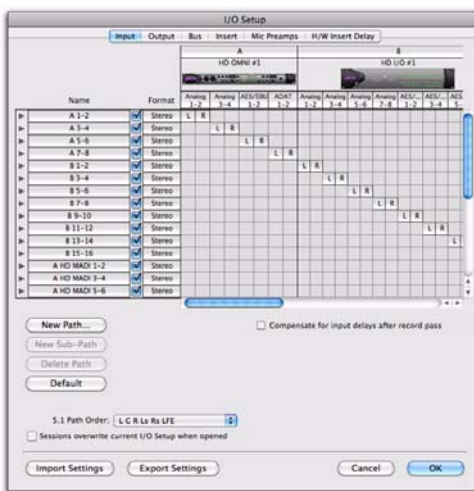 I/O Setup
Input Output Bus Insert Mic Preamps H/W Insert Delay
A B
HD OMNI #1 HD I/O #1
Name Format Analog 1-2 Analog 3-4 AES/EBU 1-2 ADAT 1-2 Analog 1-2 Analog 3-4 Analog 5-6 Analog 7-8 AES/... 1-2 AES/... 3-4 AES 5-
A 1-2 Stereo L R
A 3-4 Stereo L R
A 5-6 Stereo L R
A 7-8 Stereo L R
B 1-2 Stereo L R
B 3-4 Stereo L R
B 5-6 Stereo L R
B 7-8 Stereo L R
B 9-10 Stereo L R
B 11-12 Stereo L R
B 13-14 Stereo L
B 15-16 Stereo
A HD MADI 1-2 Stereo
A HD MADI 3-4 Stereo
A HD MADI 5-6 Stereo
New Path... Compensate for input delays after record pass
New Sub-Path
Delete Path
Default
5.1 Path Order: L C R Ls Rs LFE
Sessions overwrite current I/O Setup when opened
Import Settings Export Settings Cancel OK